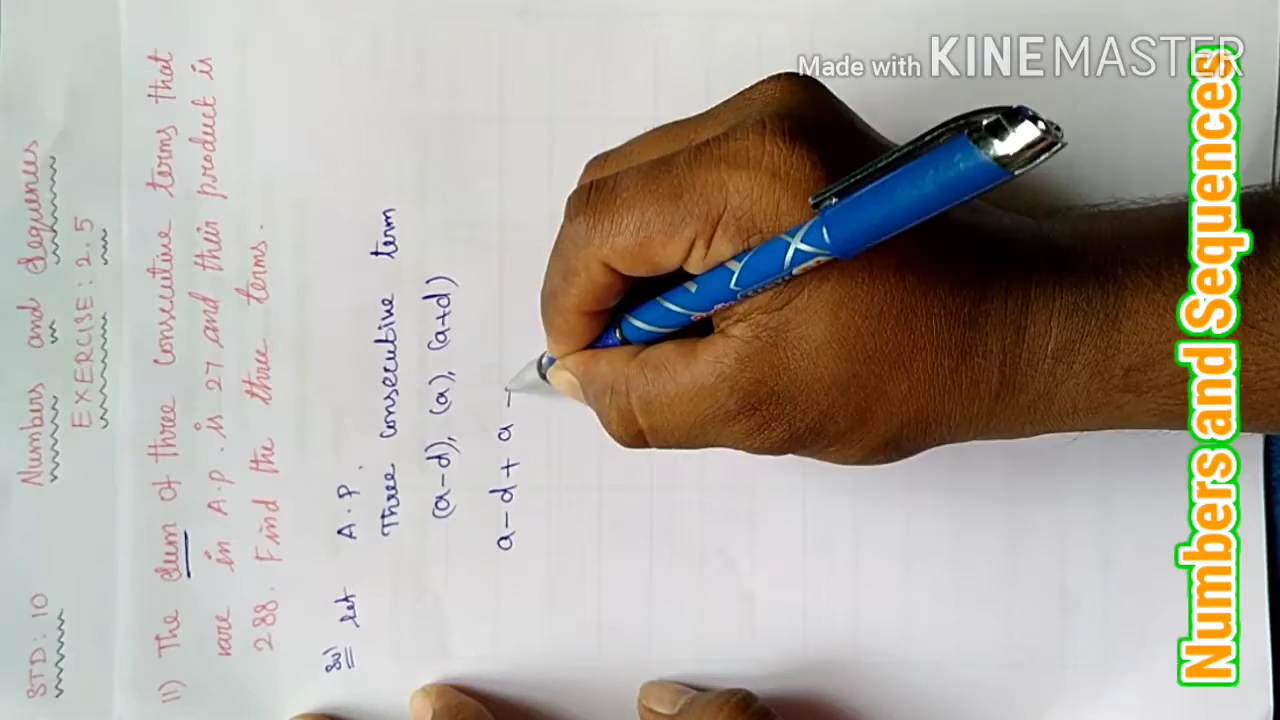 STD: 10 Numbers and Sequences
EXERCISE: 2.5
11) The Sum of three consecutive terms that
are in A.P. is 27 and their product is
288. Find the three terms.
Sol let A.P.
Three consecutive term
(a-d), (a), (a+d)
a-d+a
Made with KINEMASTER
Numbers and Sequences